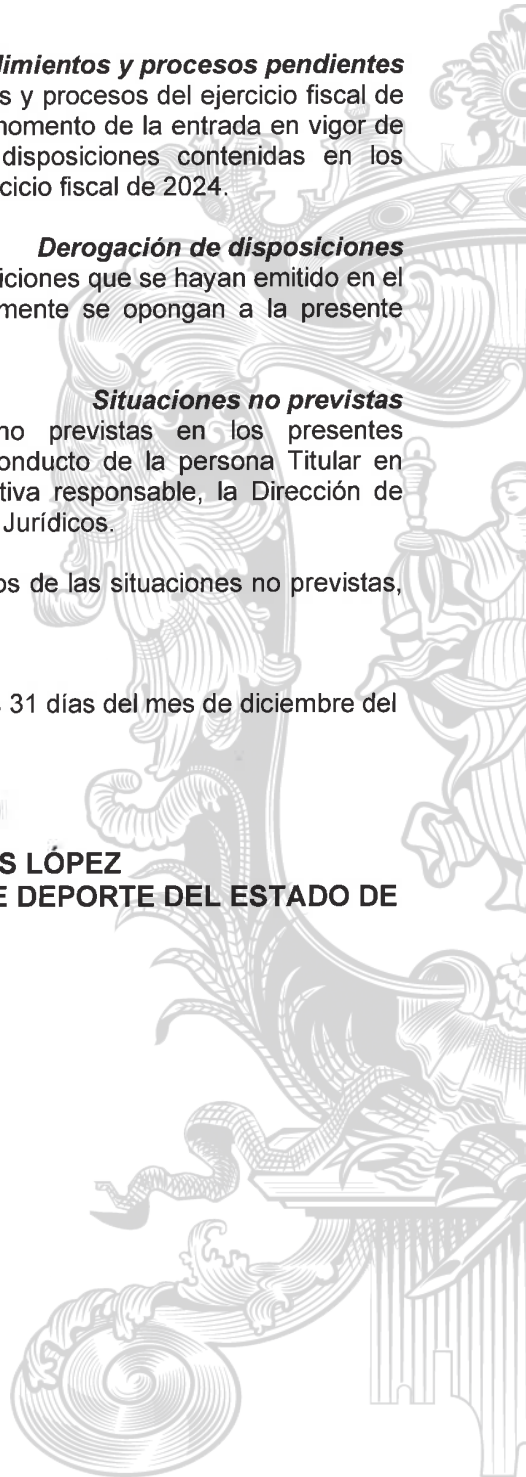 dimientos y procesos pendientes
s y procesos del ejercicio fiscal de
momento de la entrada en vigor de
disposiciones contenidas en los
cicio fiscal de 2024.
Derogación de disposiciones
iciones que se hayan emitido en el
mente se opongan a la presente
Situaciones no previstas
no previstas en los presentes
onducto de la persona Titular en
tiva responsable, la Dirección de
Jurídicos.
os de las situaciones no previstas,
s 31 días del mes de diciembre del
S LÓPEZ
E DEPORTE DEL ESTADO DE